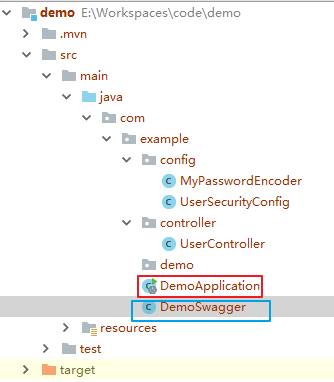 demo E:\Workspaces\code\demo
.mvn
src
main
java
com
example
config
MyPasswordEncoder
UserSecurityConfig
controller
UserController
demo
DemoApplication
DemoSwagger
resources
test
target